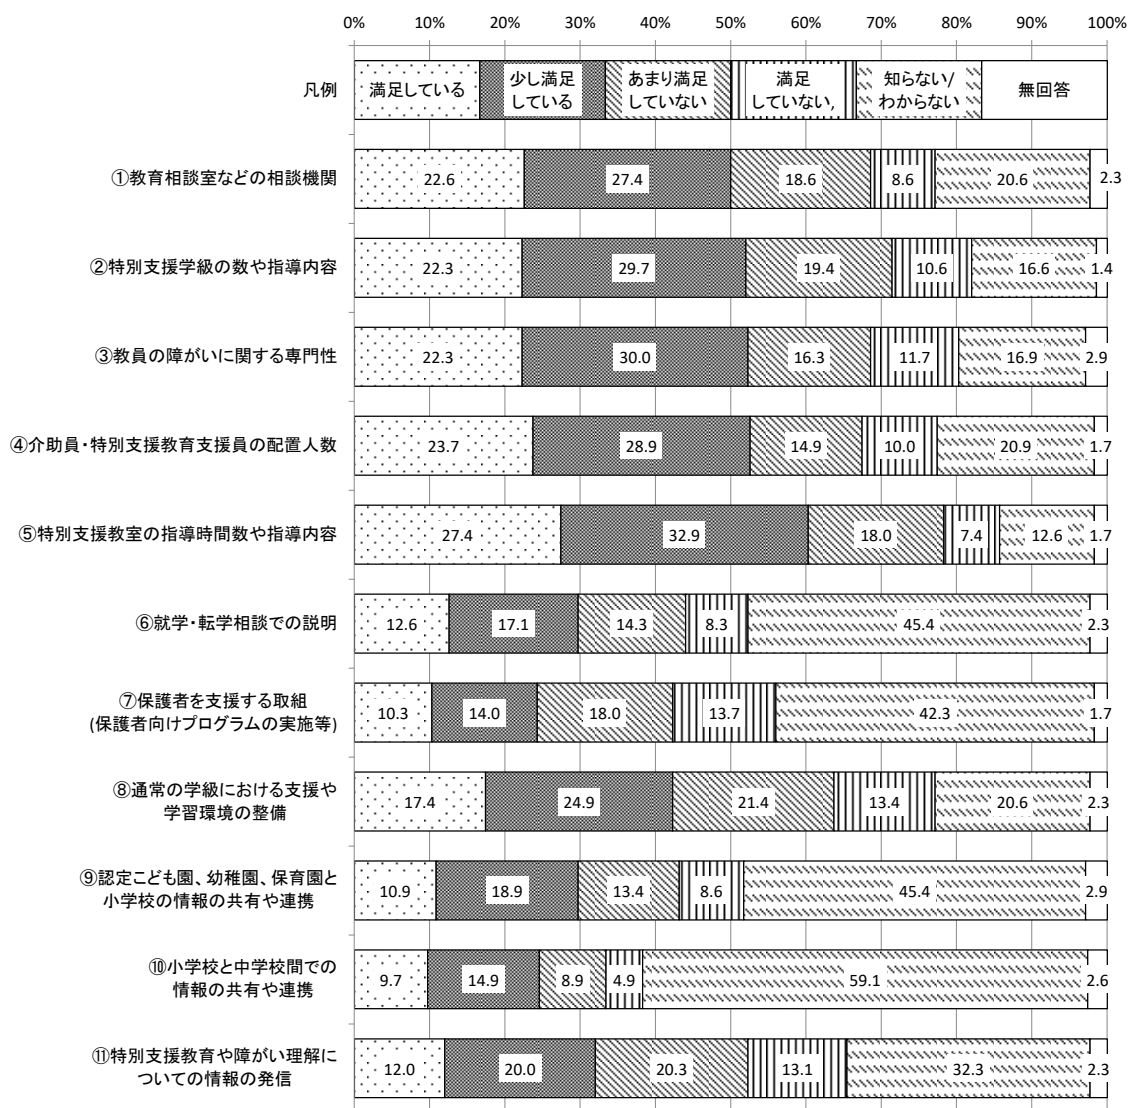 0% 10% 20% 30% 40% 50% 60% 70% 80% 90% 100%
凡例 満足している 少し満足 あまり満足 満足 知らない/ 無回答
している していない していない, わからない
①教育相談室などの相談機関 22.6 27.4 18.6 8.6 20.6 2.3
②特別支援学級の数や指導内容 22.3 29.7 19.4 10.6 16.6 1.4
③教員の障がいに関する専門性 22.3 30.0 16.3 11.7 16.9 2.9
④介助員・特別支援教育支援員の配置人数 23.7 28.9 14.9 10.0 20.9 1.7
⑤特別支援教室の指導時間数や指導内容 27.4 32.9 18.0 7.4 12.6 1.7
⑥就学・転学相談での説明 12.6 17.1 14.3 8.3 45.4 2.3
⑦保護者を支援する取組
(保護者向けプログラムの実施等) 10.3 14.0 18.0 13.7 42.3 1.7
⑧通常の学級における支援や
学習環境の整備 17.4 24.9 21.4 13.4 20.6 2.3
⑨認定こども園、幼稚園、保育園と
小学校の情報の共有や連携 10.9 18.9 13.4 8.6 45.4 2.9
⑩小学校と中学校間での
情報の共有や連携 9.7 14.9 8.9 4.9 59.1 2.6
⑪特別支援教育や障がい理解に
ついての情報の発信 12.0 20.0 20.3 13.1 32.3 2.3